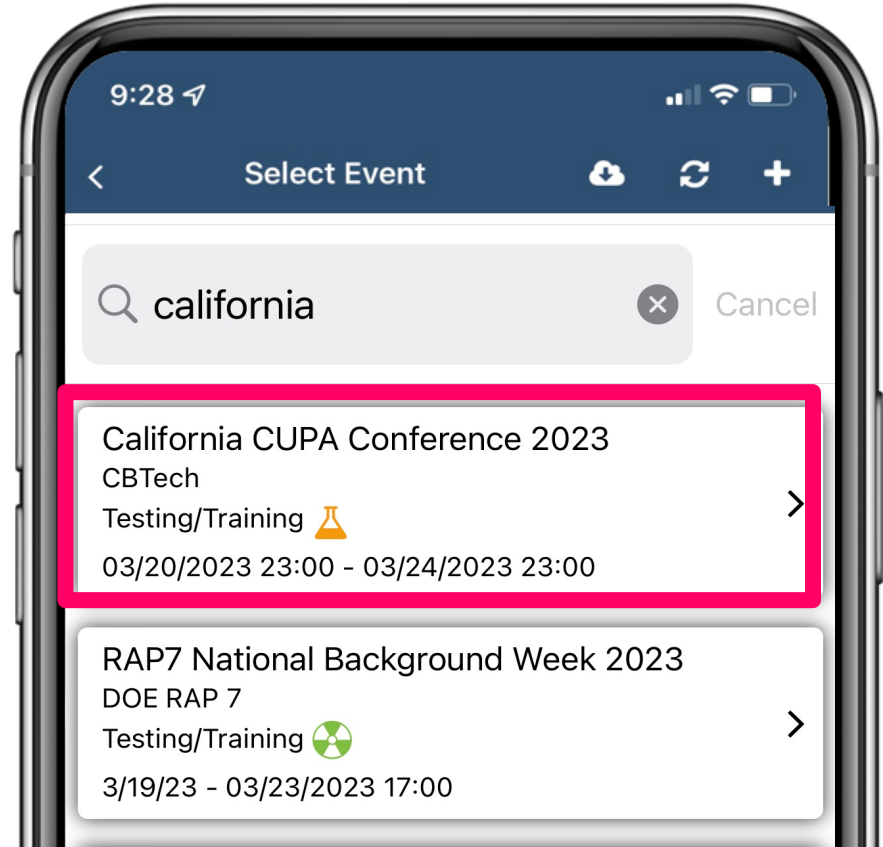 9:28
Select Event
california
Cancel
California CUPA Conference 2023
CBTech
Testing/Training
03/20/2023 23:00 - 03/24/2023 23:00
RAP7 National Background Week 2023
DOE RAP 7
Testing/Training
3/19/23 - 03/23/2023 17:00